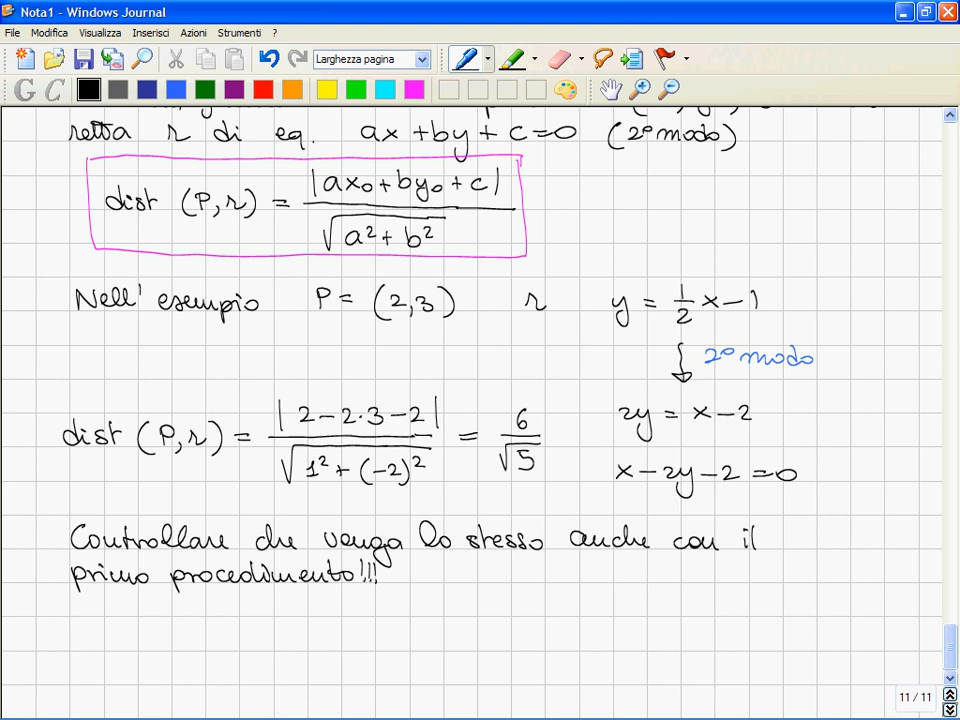 Nota1 - Windows Journal
File Modifica Visualizza Inserisci Azioni Strumenti ?
Larghezza pagina
G C
retta r di eq. ax + by + c = 0 (2° modo)
dist (P, r) = |ax₀ + by₀ + c| / √(a² + b²)
Nell' esempio P = (2,3) r y = 1/2 x - 1
↓ 2° modo
2y = x - 2
dist (P, r) = |2 - 2·3 - 2| / √(1² + (-2)²) = 6/√5
x - 2y - 2 = 0
Controllare che venga lo stesso anche con il
primo procedimento!!!
11 / 11